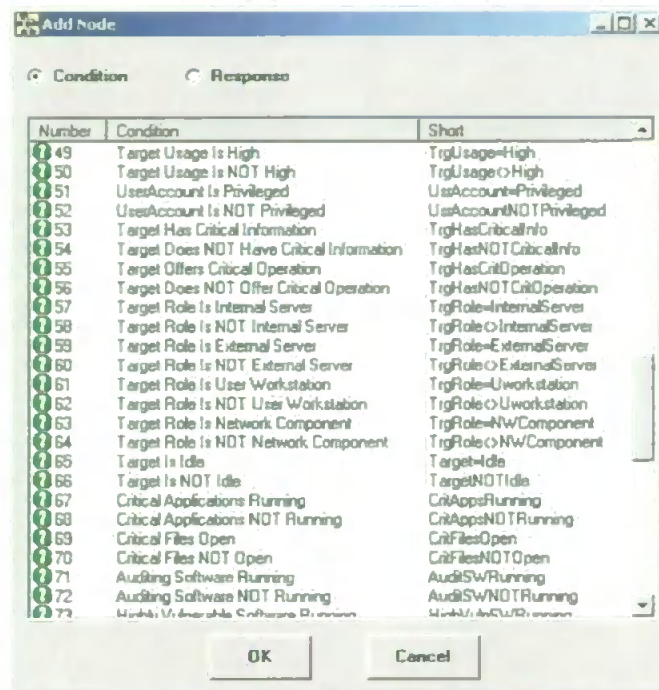 Add Node
Condition Response
Number Condition Short
49 Target Usage Is High TrgUsage=High
50 Target Usage Is NOT High TrgUsage<>High
51 UserAccount Is Privileged UsrAccount=Privileged
52 UserAccount Is NOT Privileged UsrAccountNOTPrivileged
53 Target Has Critical Information TrgHasCriticalInfo
54 Target Does NOT Have Critical Information TrgHasNOTCriticalInfo
55 Target Offers Critical Operation TrgHasCritOperation
56 Target Does NOT Offer Critical Operation TrgHasNOTCritOperation
57 Target Role Is Internal Server TrgRole=InternalServer
58 Target Role Is NOT Internal Server TrgRole<>InternalServer
59 Target Role Is External Server TrgRole=ExternalServer
60 Target Role Is NOT External Server TrgRole<>ExternalServer
61 Target Role Is User Workstation TrgRole=Uworkstation
62 Target Role Is NOT User Workstation TrgRole<>Uworkstation
63 Target Role Is Network Component TrgRole=NWComponent
64 Target Role Is NOT Network Component TrgRole<>NWComponent
65 Target Is Idle Target=Idle
66 Target Is NOT Idle TargetNOTIdle
67 Critical Applications Running CritAppsRunning
68 Critical Applications NOT Running CritAppsNOTRunning
69 Critical Files Open CritFilesOpen
70 Critical Files NOT Open CritFilesNOTOpen
71 Auditing Software Running AuditSWRunning
72 Auditing Software NOT Running AuditSWNOTRunning
73 Highly Vulnerable Software Running HighVulnSWRunning
OK Cancel